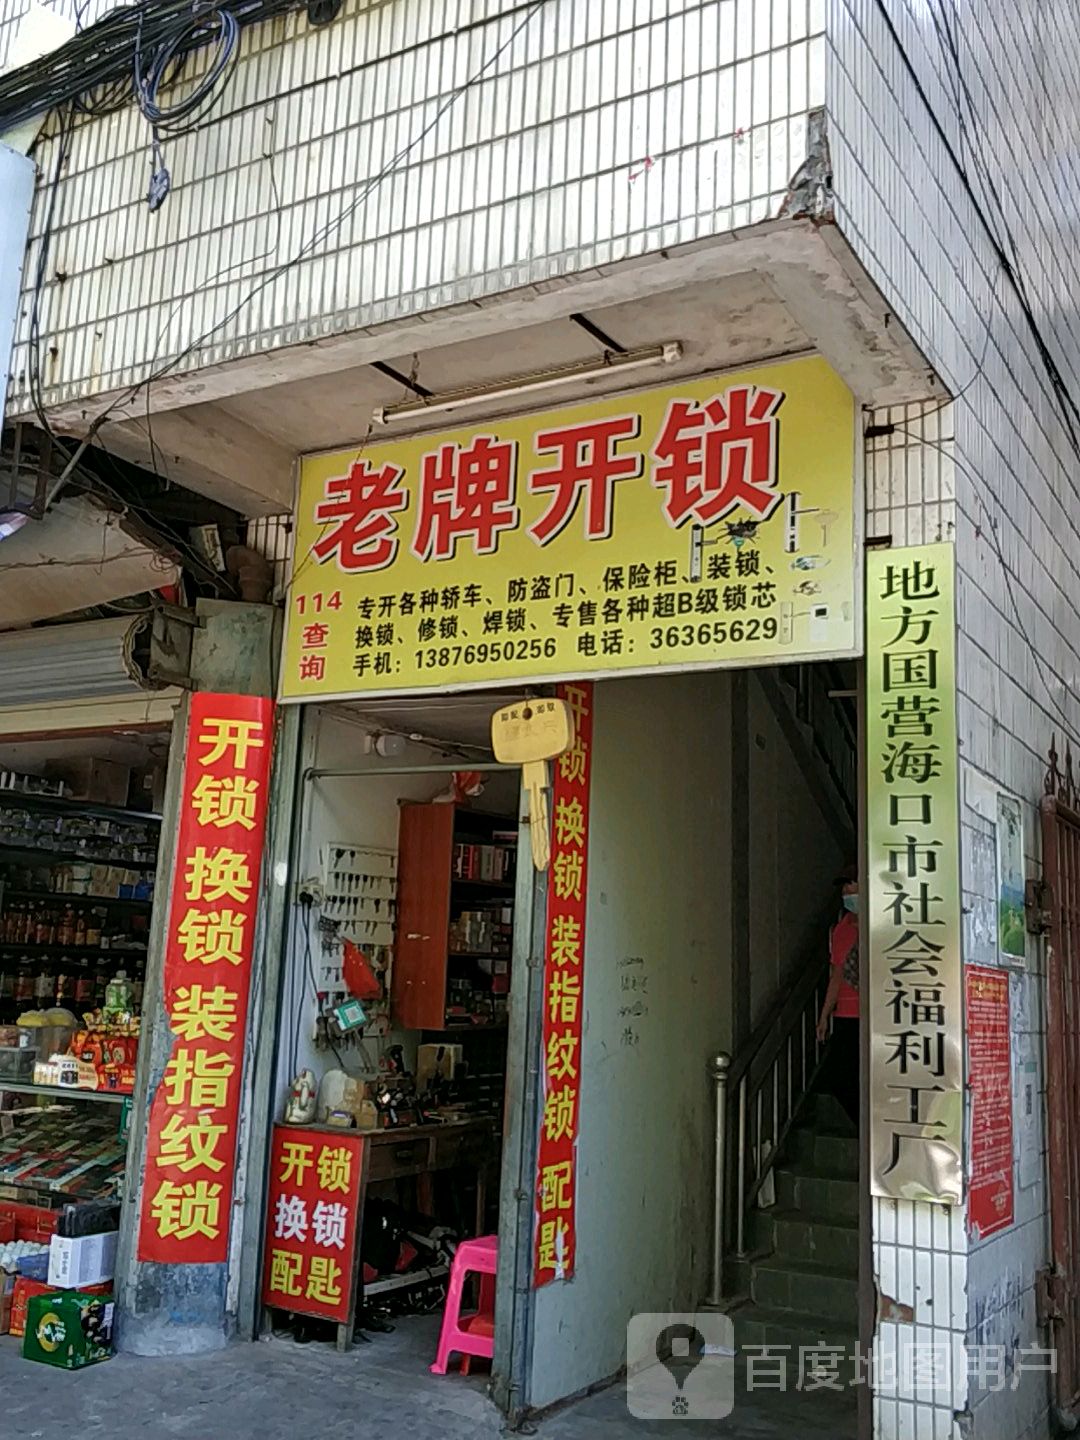 老牌开锁
114
查
询
专开各种轿车、防盗门、保险柜、装锁、
换锁、修锁、焊锁、专售各种超B级锁芯
手机：13876950256 电话：36365629
开锁 换锁 装指纹锁
开锁 换锁 装指纹锁 配匙
开锁
换锁
配匙
地方国营海口市社会福利工厂
百度地图用户